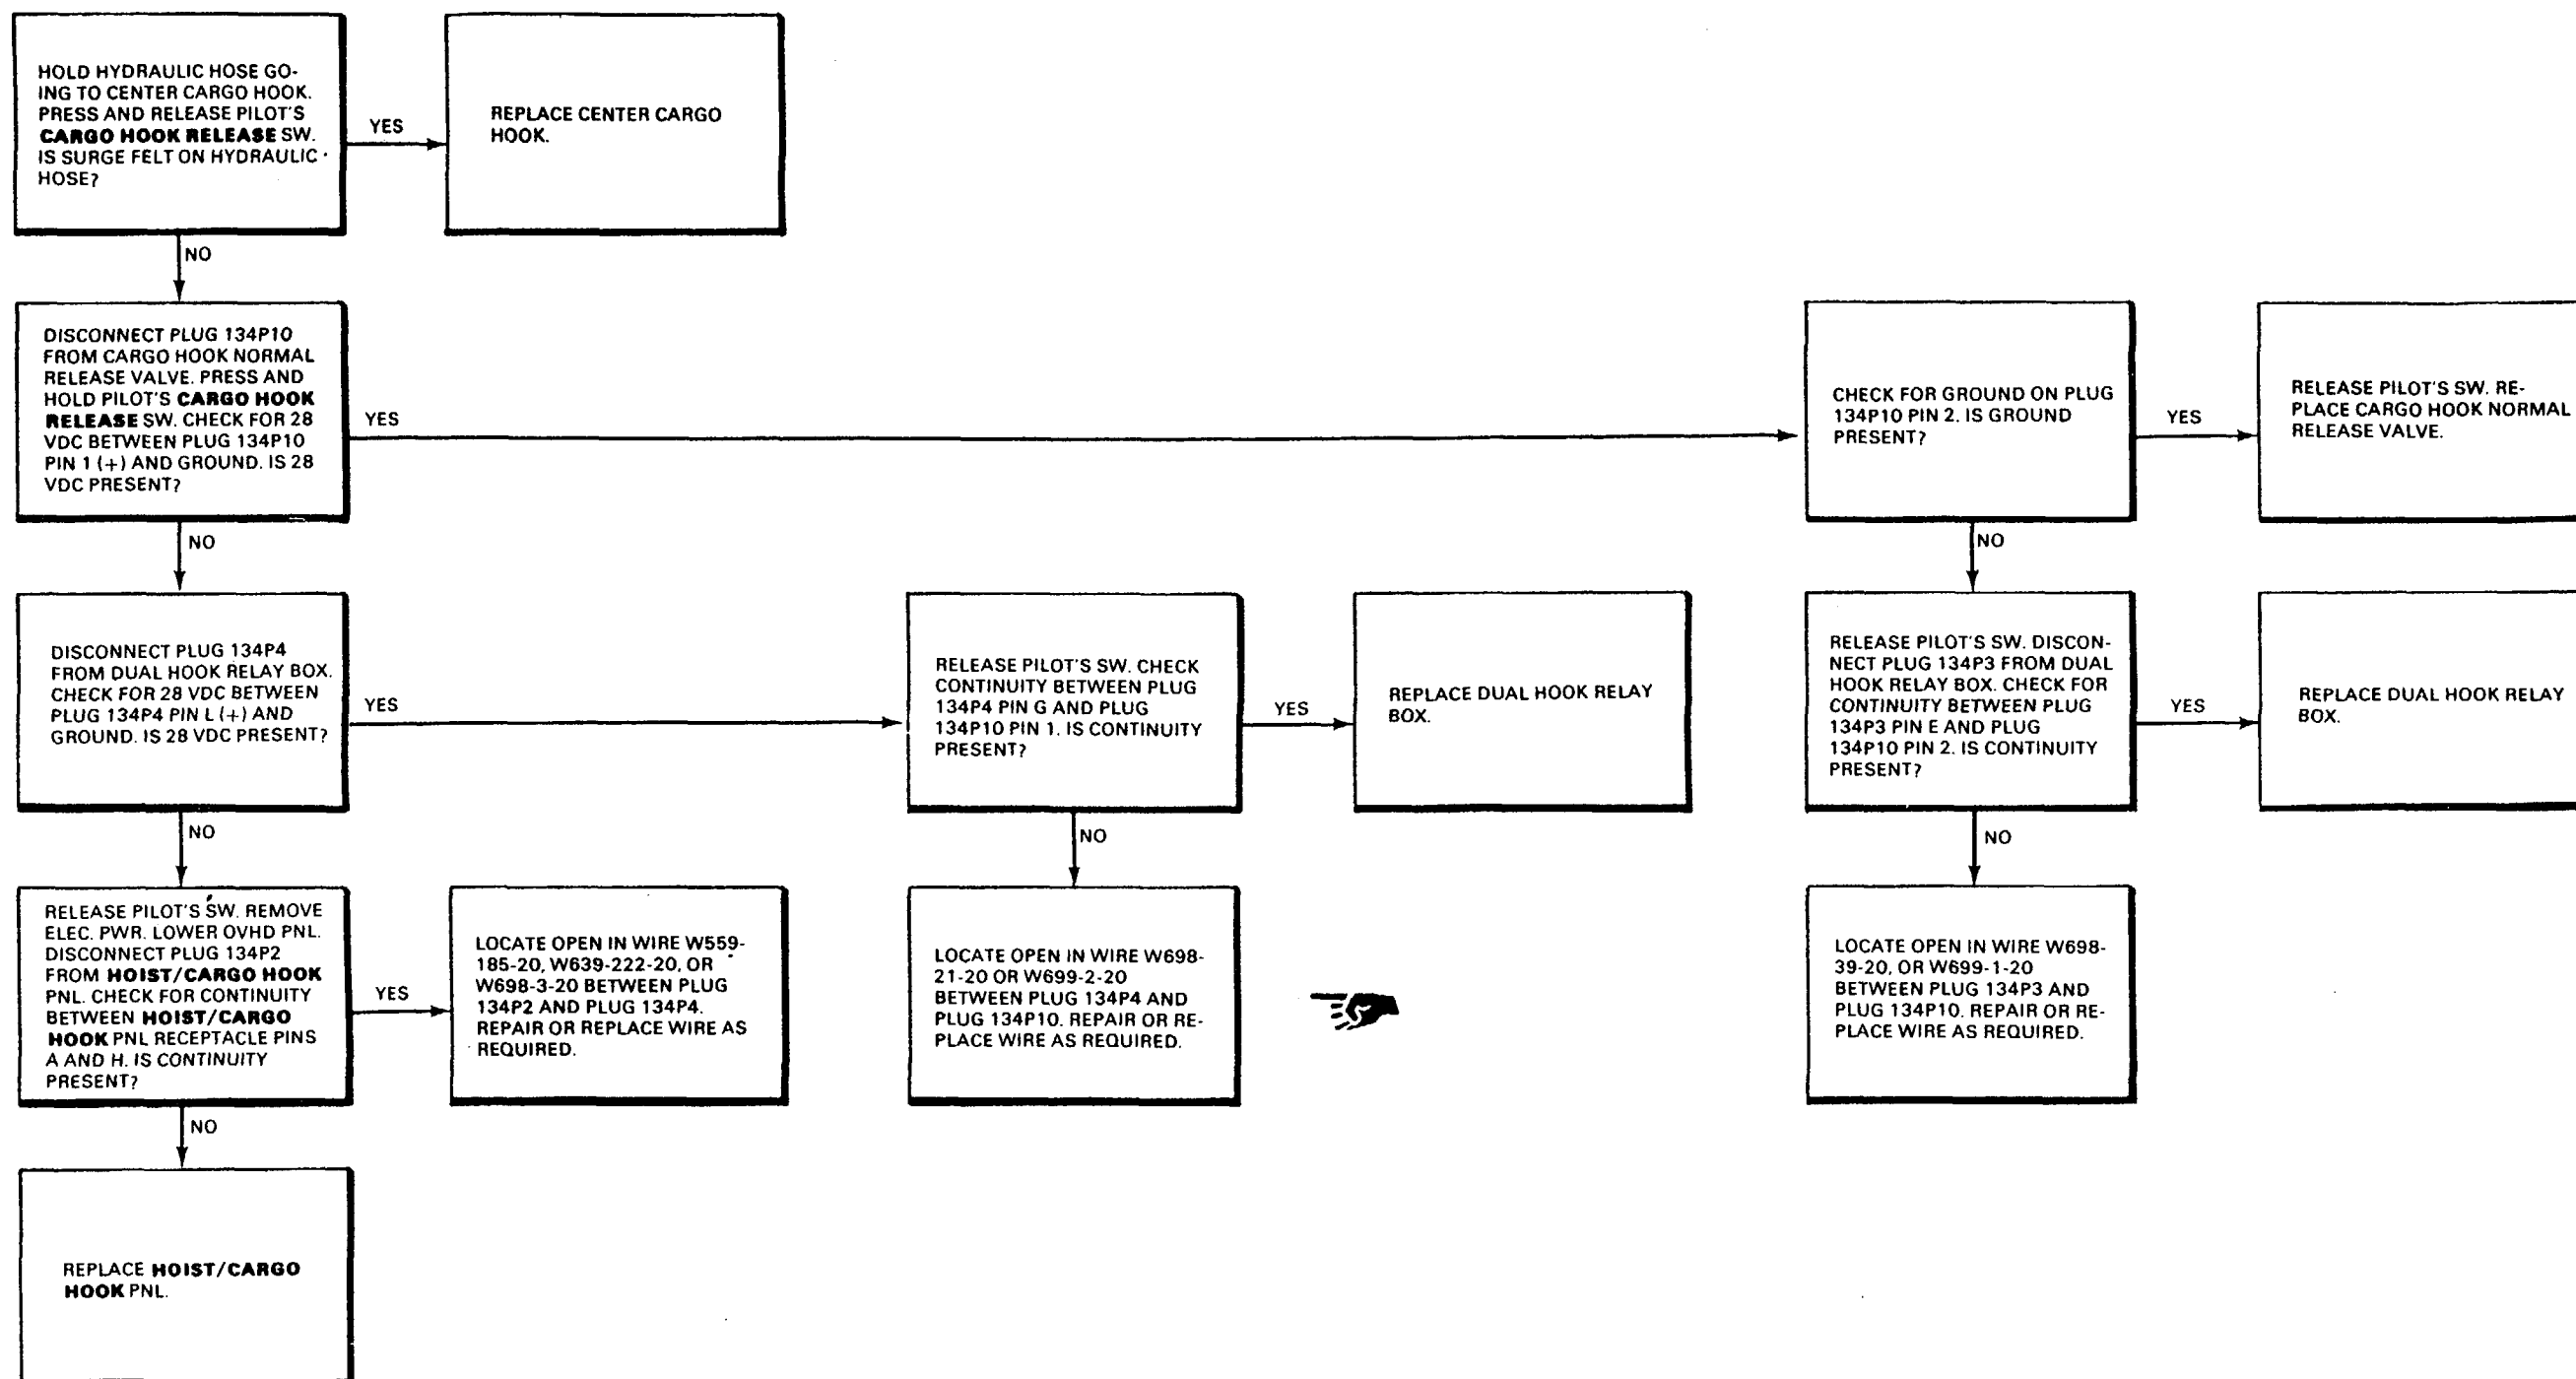 HOLD HYDRAULIC HOSE GO-
ING TO CENTER CARGO HOOK.
PRESS AND RELEASE PILOT'S
CARGO HOOK RELEASE SW.
IS SURGE FELT ON HYDRAULIC
HOSE?
YES
REPLACE CENTER CARGO
HOOK.
NO
DISCONNECT PLUG 134P10
FROM CARGO HOOK NORMAL
RELEASE VALVE. PRESS AND
HOLD PILOT'S CARGO HOOK
RELEASE SW. CHECK FOR 28
VDC BETWEEN PLUG 134P10
PIN 1 (+) AND GROUND. IS 28
VDC PRESENT?
YES
CHECK FOR GROUND ON PLUG
134P10 PIN 2. IS GROUND
PRESENT?
YES
RELEASE PILOT'S SW. RE-
PLACE CARGO HOOK NORMAL
RELEASE VALVE.
NO
NO
DISCONNECT PLUG 134P4
FROM DUAL HOOK RELAY BOX.
CHECK FOR 28 VDC BETWEEN
PLUG 134P4 PIN L (+) AND
GROUND. IS 28 VDC PRESENT?
YES
RELEASE PILOT'S SW. CHECK
CONTINUITY BETWEEN PLUG
134P4 PIN G AND PLUG
134P10 PIN 1. IS CONTINUITY
PRESENT?
YES
REPLACE DUAL HOOK RELAY
BOX.
RELEASE PILOT'S SW. DISCON-
NECT PLUG 134P3 FROM DUAL
HOOK RELAY BOX. CHECK FOR
CONTINUITY BETWEEN PLUG
134P3 PIN E AND PLUG
134P10 PIN 2. IS CONTINUITY
PRESENT?
YES
REPLACE DUAL HOOK RELAY
BOX.
NO
NO
NO
RELEASE PILOT'S SW. REMOVE
ELEC. PWR. LOWER OVHD PNL.
DISCONNECT PLUG 134P2
FROM HOIST/CARGO HOOK
PNL. CHECK FOR CONTINUITY
BETWEEN HOIST/CARGO
HOOK PNL RECEPTACLE PINS
A AND H. IS CONTINUITY
PRESENT?
YES
LOCATE OPEN IN WIRE W559-
185-20, W639-222-20, OR
W698-3-20 BETWEEN PLUG
134P2 AND PLUG 134P4.
REPAIR OR REPLACE WIRE AS
REQUIRED.
LOCATE OPEN IN WIRE W698-
21-20 OR W699-2-20
BETWEEN PLUG 134P4 AND
PLUG 134P10. REPAIR OR RE-
PLACE WIRE AS REQUIRED.
LOCATE OPEN IN WIRE W698-
39-20, OR W699-1-20
BETWEEN PLUG 134P3 AND
PLUG 134P10. REPAIR OR RE-
PLACE WIRE AS REQUIRED.
NO
REPLACE HOIST/CARGO
HOOK PNL.